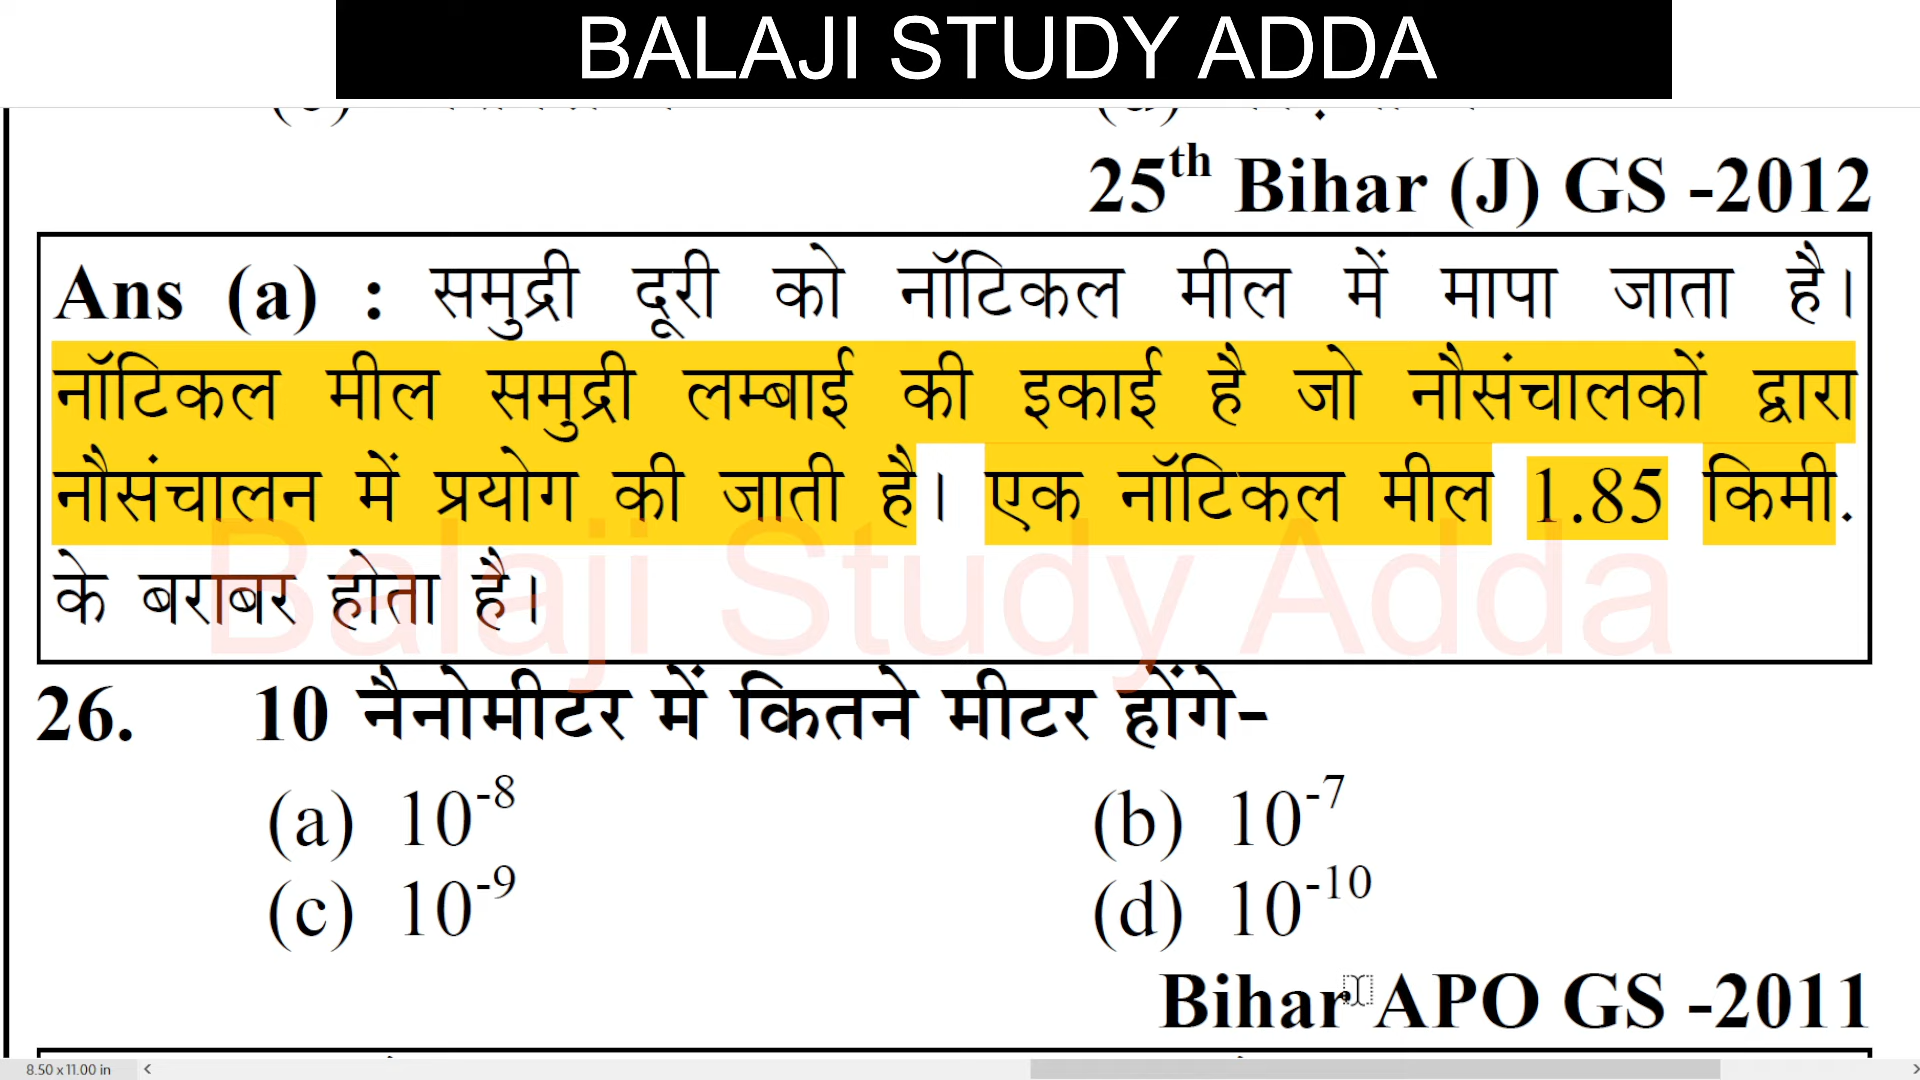 BALAJI STUDY ADDA
25th Bihar (J) GS -2012
Ans (a) : समुद्री दूरी को नॉटिकल मील में मापा जाता है।
नॉटिकल मील समुद्री लम्बाई की इकाई है जो नौसंचालकों द्वारा
नौसंचालन में प्रयोग की जाती है। एक नॉटिकल मील 1.85 किमी.
के बराबर होता है।
Balaji Study Adda
26. 10 नैनोमीटर में कितने मीटर होंगे-
(a) 10-8 (b) 10-7
(c) 10-9 (d) 10-10
Bihar APO GS -2011
8.50 x 11.00 in